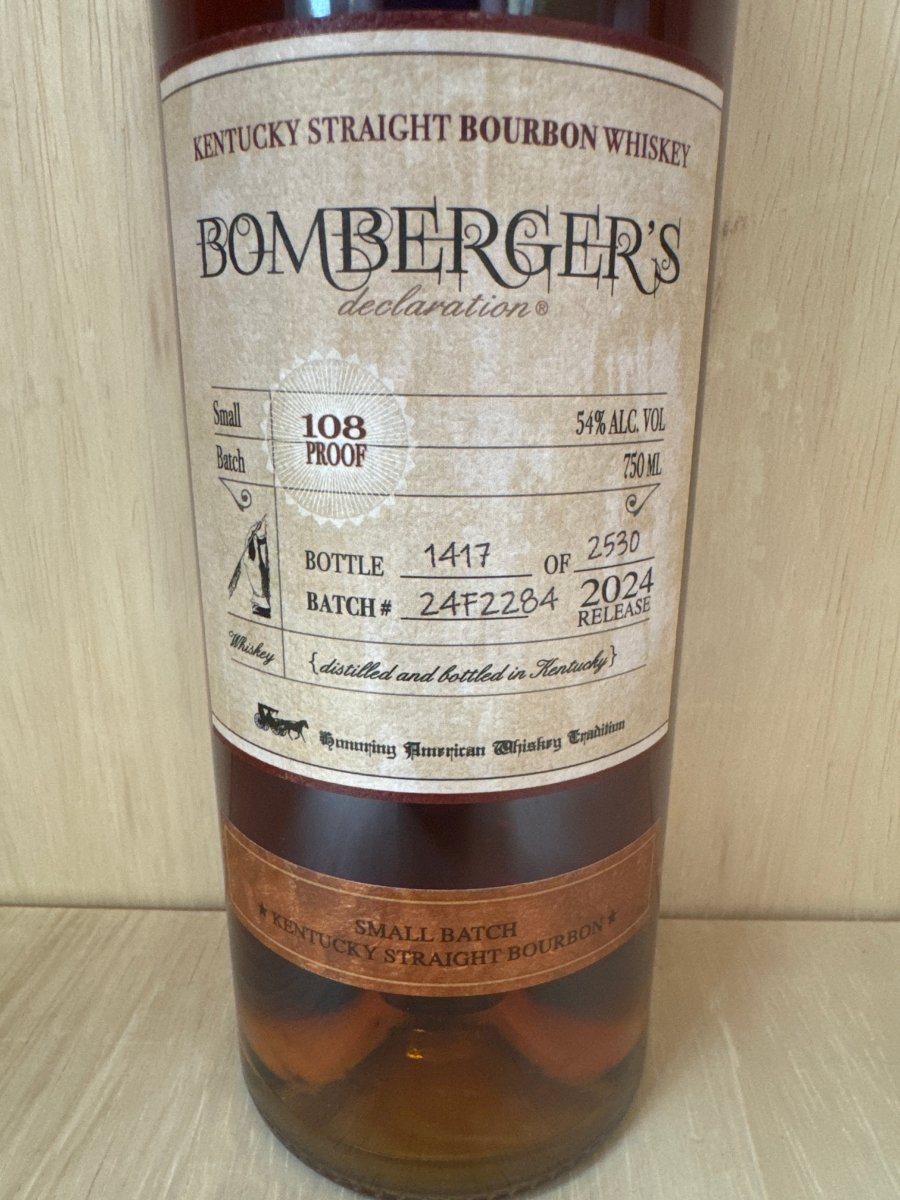 KENTUCKY STRAIGHT BOURBON WHISKEY
BOMBERGER'S
declaration®
Small
Batch
108
PROOF
54% ALC. VOL
750 ML
BOTTLE 1417 OF 2530
BATCH # 24F2284
2024
RELEASE
Whiskey
{distilled and bottled in Kentucky}
Honoring American Whiskey Tradition
SMALL BATCH
★ KENTUCKY STRAIGHT BOURBON ★